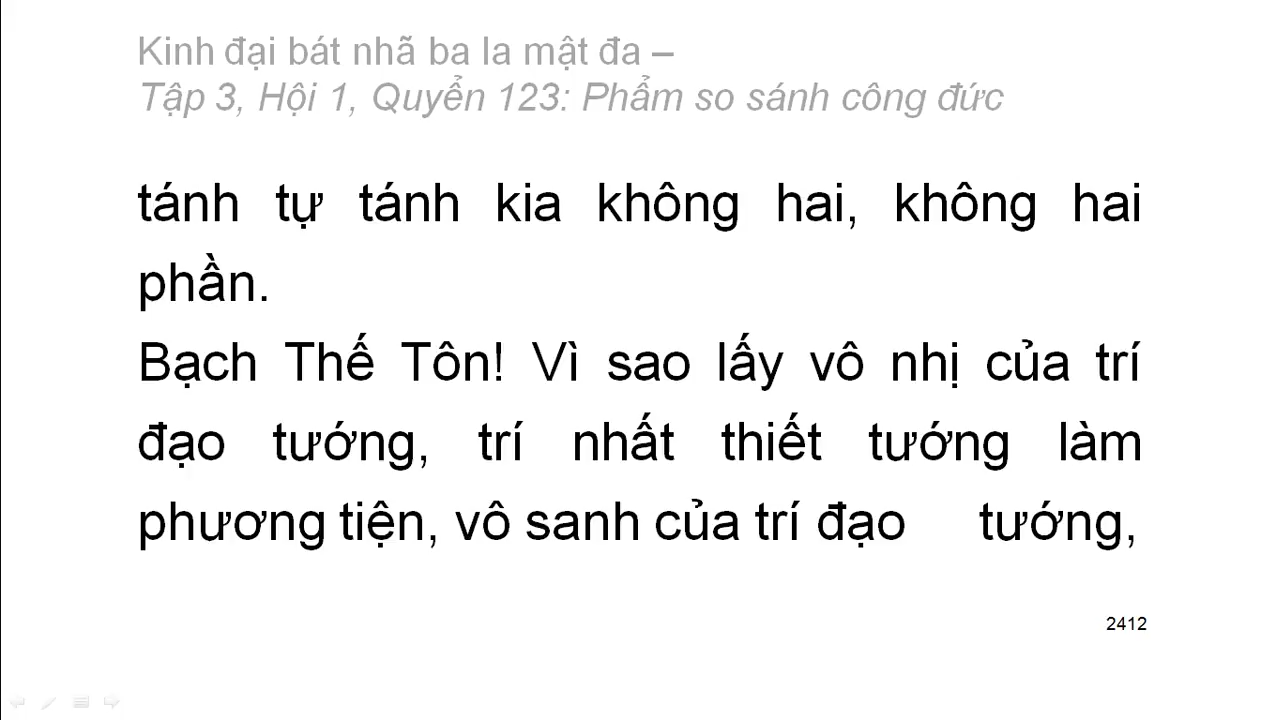 Kinh đại bát nhã ba la mật đa –
Tập 3, Hội 1, Quyển 123: Phẩm so sánh công đức
tánh tự tánh kia không hai, không hai
phần.
Bạch Thế Tôn! Vì sao lấy vô nhị của trí
đạo tướng, trí nhất thiết tướng làm
phương tiện, vô sanh của trí đạo tướng,
2412